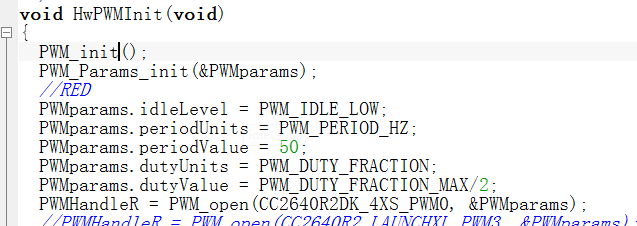 void HwPWMInit(void)
{
PWM_init();
PWM_Params_init(&PWMparams);
//RED
PWMparams.idleLevel = PWM_IDLE_LOW;
PWMparams.periodUnits = PWM_PERIOD_HZ;
PWMparams.periodValue = 50;
PWMparams.dutyUnits = PWM_DUTY_FRACTION;
PWMparams.dutyValue = PWM_DUTY_FRACTION_MAX/2;
PWMHandleR = PWM_open(CC2640R2DK_4XS_PWM0, &PWMparams);
//PWMHandleR = PWM_open(CC2640R2_LAUNCHXL_PWM3, &PWMparams)